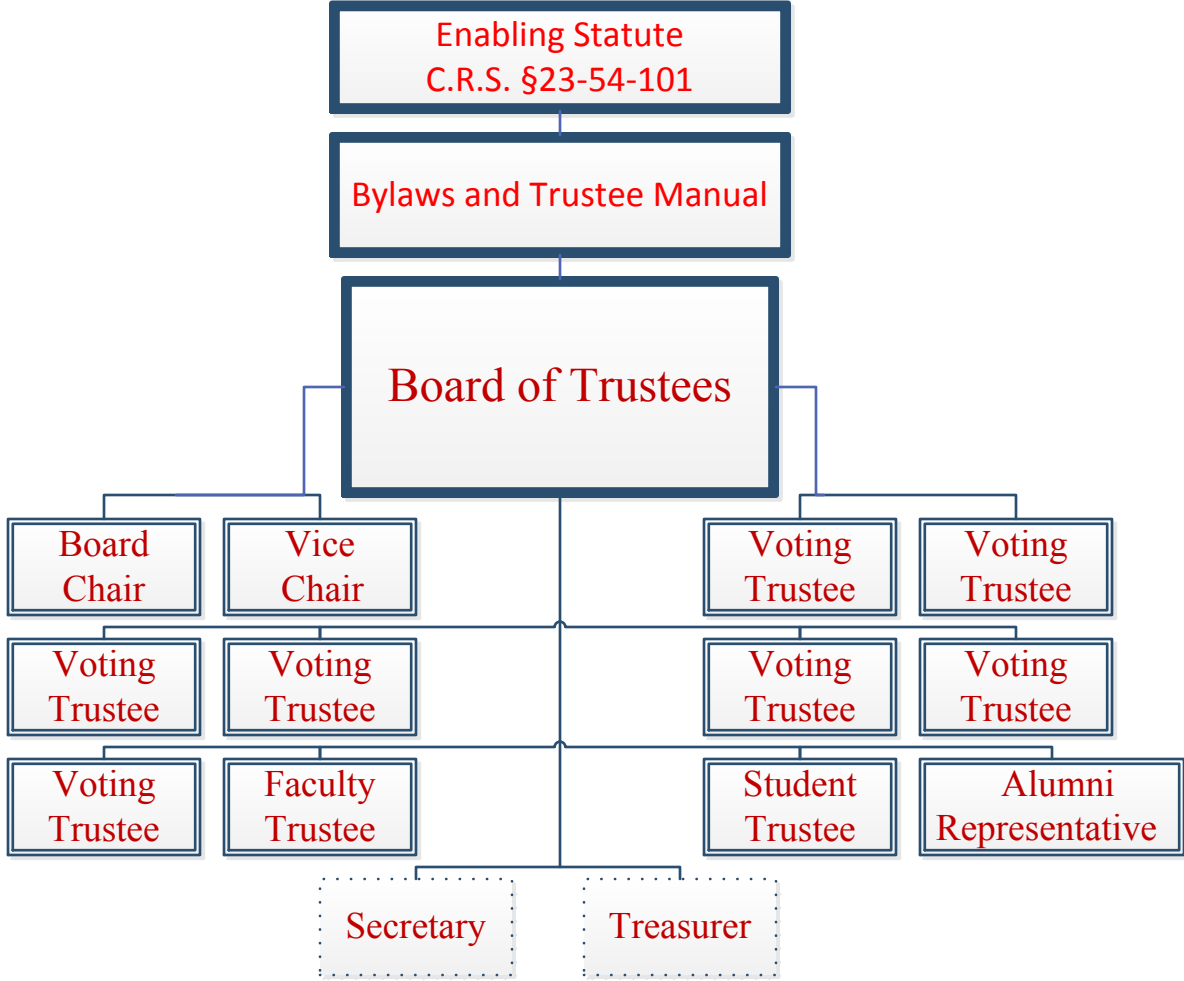 Enabling Statute
C.R.S. §23-54-101
Bylaws and Trustee Manual
Board of Trustees
Board
Chair
Vice
Chair
Voting
Trustee
Voting
Trustee
Voting
Trustee
Voting
Trustee
Voting
Trustee
Voting
Trustee
Voting
Trustee
Faculty
Trustee
Student
Trustee
Alumni
Representative
Secretary
Treasurer